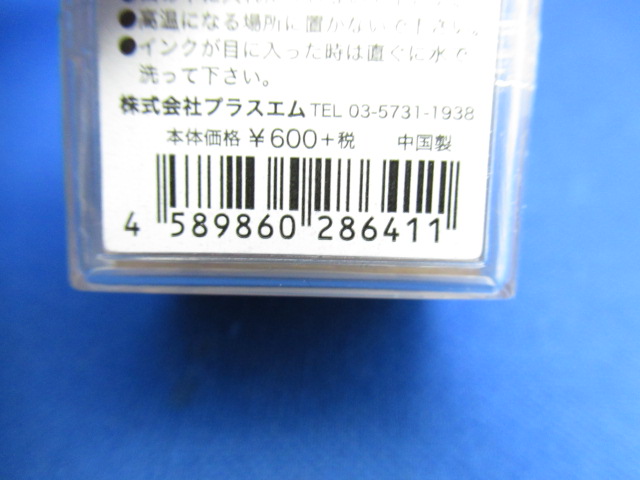 ●高温になる場所に置かないで下さい。
●インクが目に入った時は直ぐに水で
洗って下さい。
株式会社プラスエム TEL 03-5731-1938
本体価格 ¥600+税 中国製
4 589860 286411